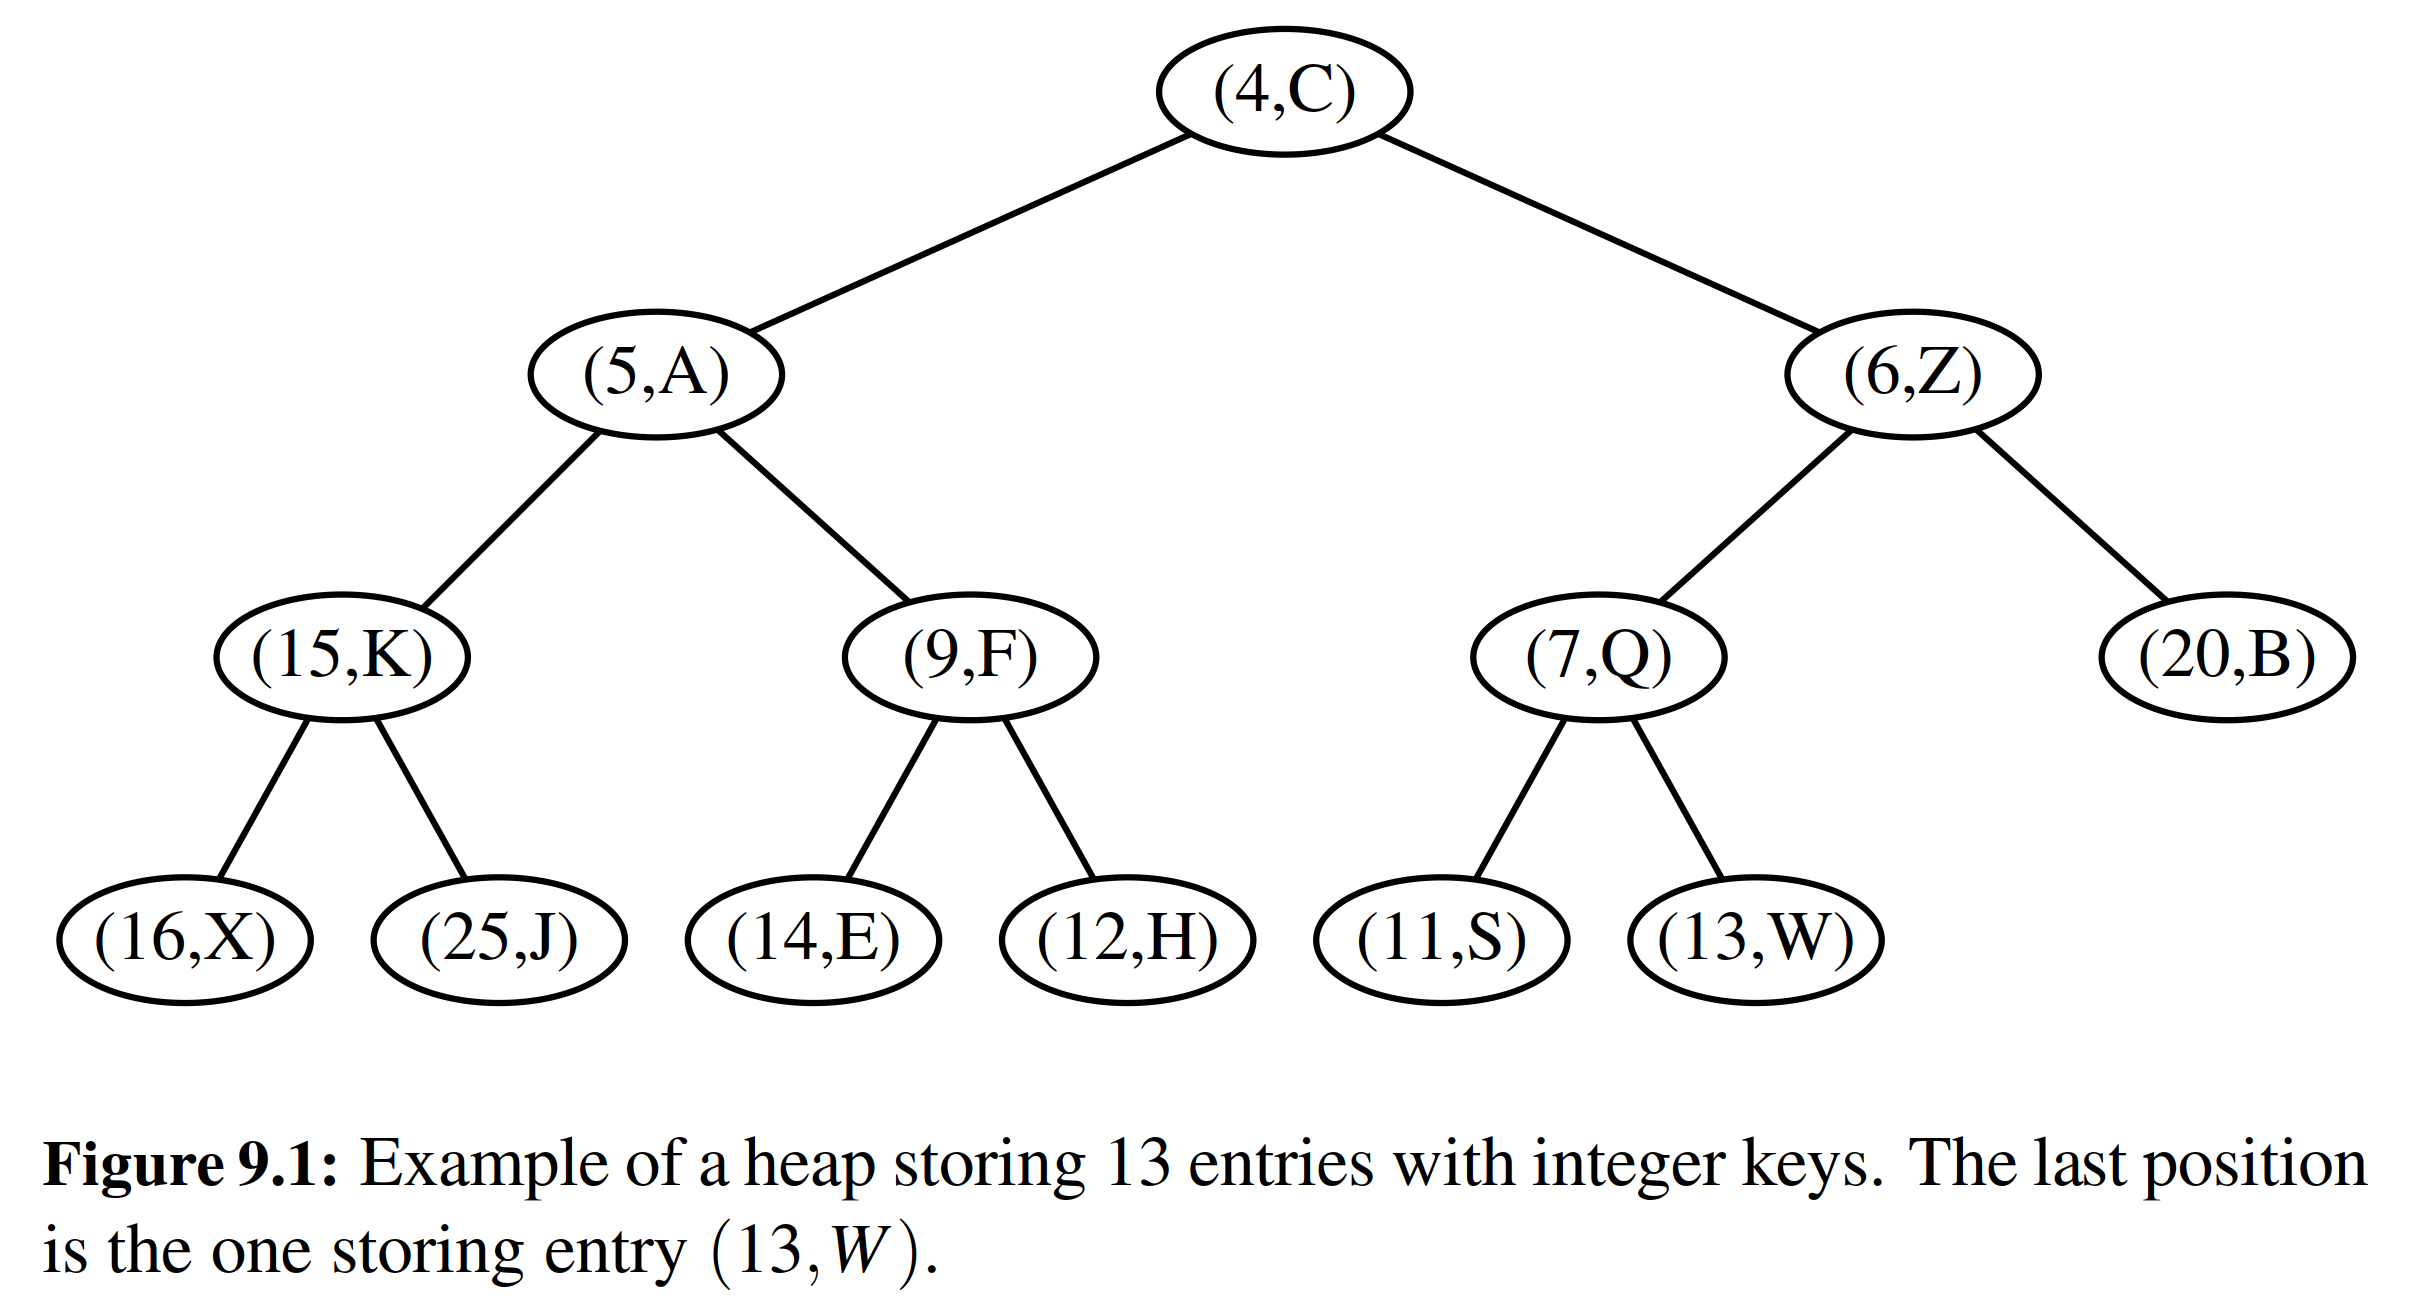 (4,C)
(5,A)
(6,Z)
(15,K)
(9,F)
(7,Q)
(20,B)
(16,X)
(25,J)
(14,E)
(12,H)
(11,S)
(13,W)
Figure 9.1: Example of a heap storing 13 entries with integer keys. The last position
is the one storing entry (13,W).